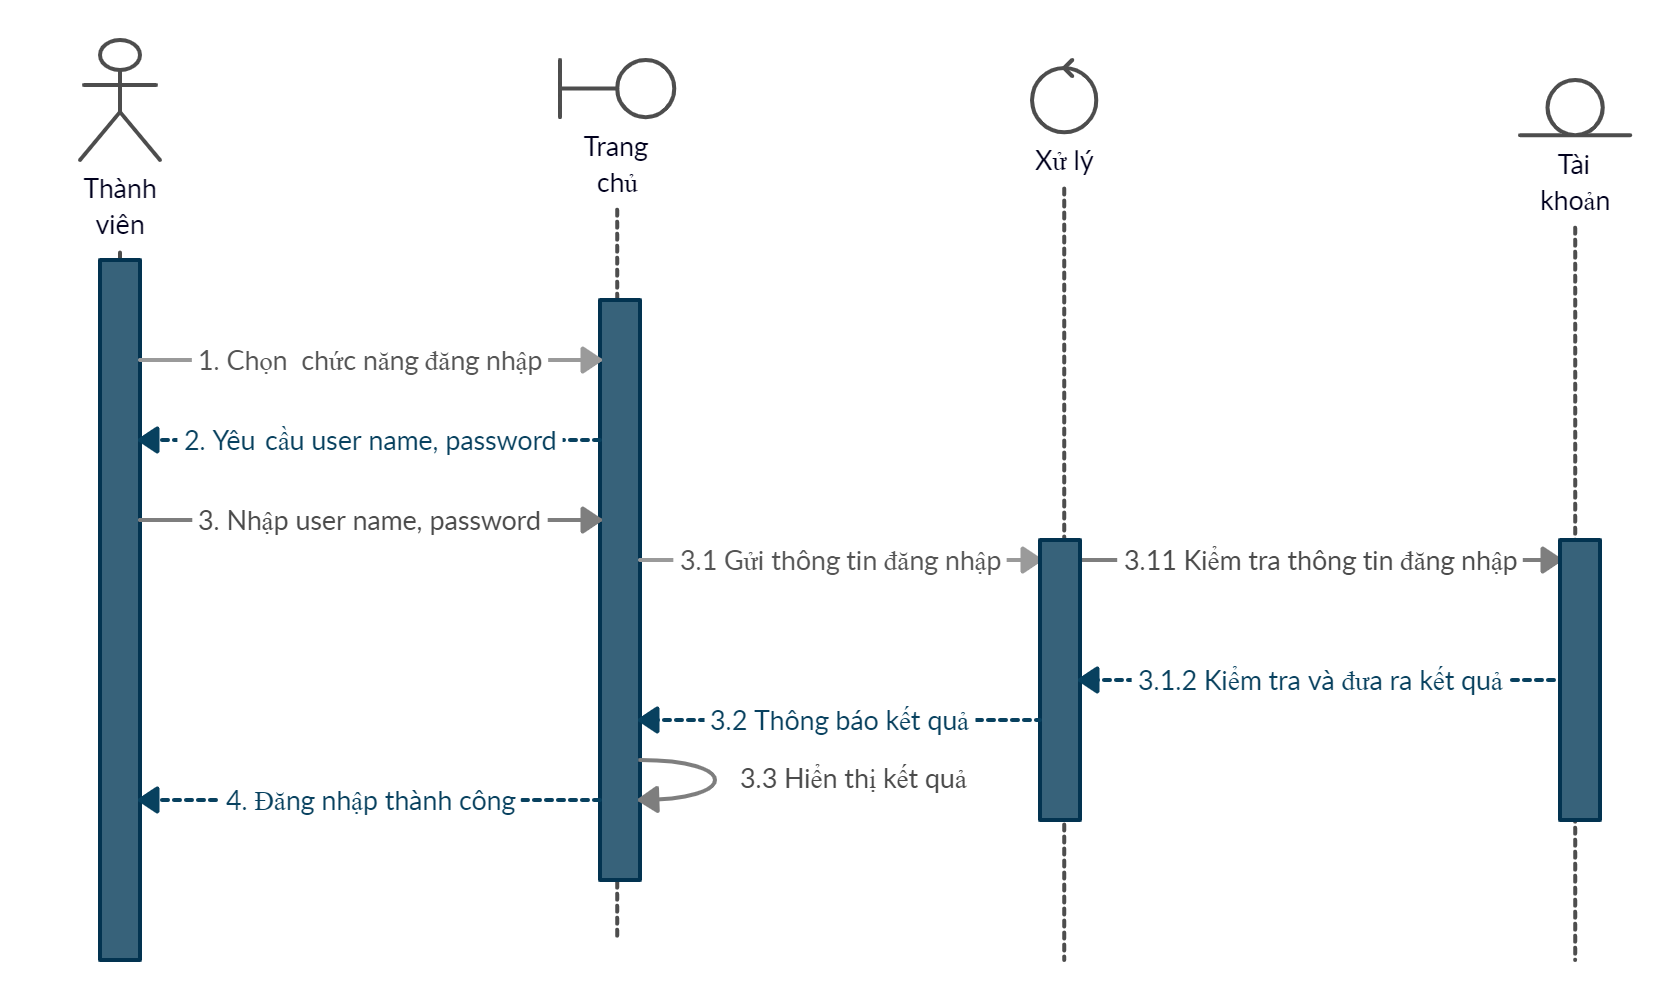 Thành
viên
Trang
chủ
Xử lý
Tài
khoản
1. Chọn chức năng đăng nhập
2. Yêu cầu user name, password
3. Nhập user name, password
3.1 Gửi thông tin đăng nhập
3.11 Kiểm tra thông tin đăng nhập
3.1.2 Kiểm tra và đưa ra kết quả
3.2 Thông báo kết quả
3.3 Hiển thị kết quả
4. Đăng nhập thành công